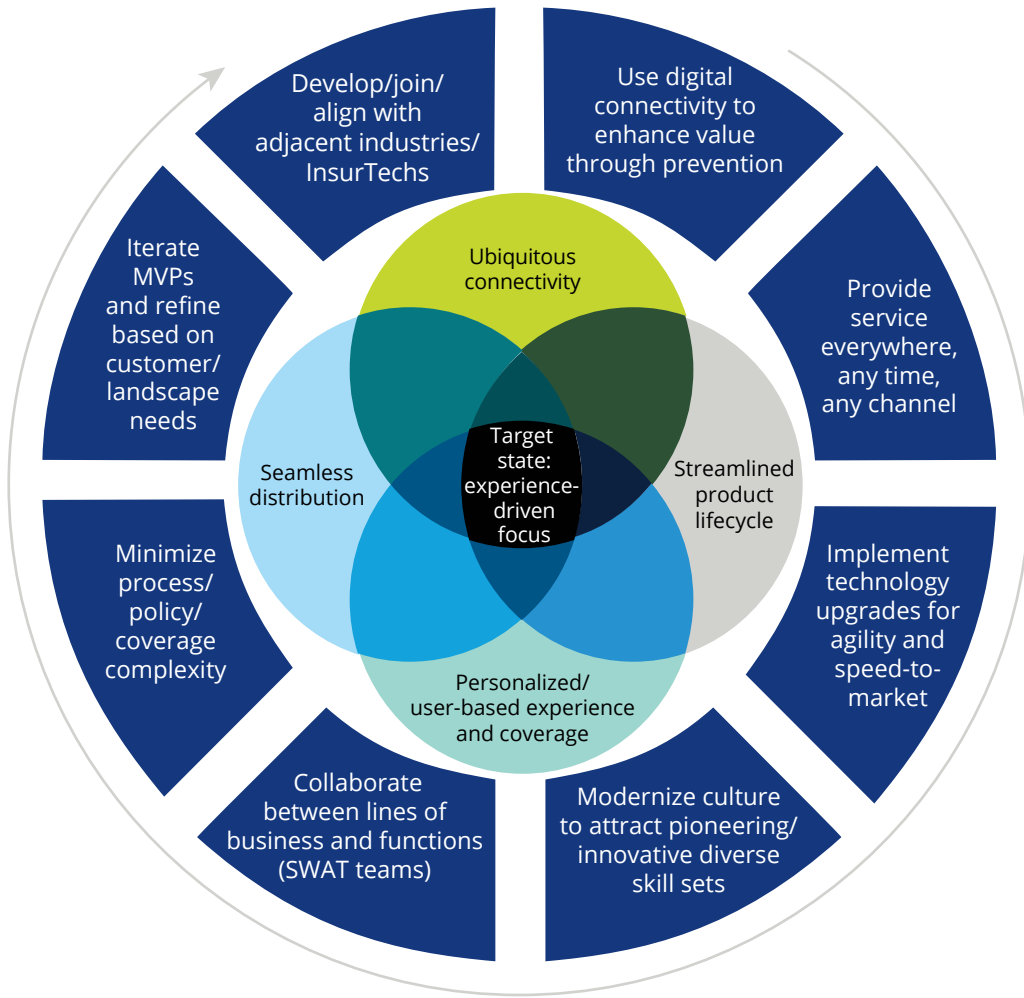 Develop/join/
align with
adjacent industries/
InsurTechs
Use digital
connectivity to
enhance value
through prevention
Provide
service
everywhere,
any time,
any channel
Implement
technology
upgrades for
agility and
speed-to-
market
Modernize culture
to attract pioneering/
innovative diverse
skill sets
Collaborate
between lines of
business and functions
(SWAT teams)
Minimize
process/
policy/
coverage
complexity
Iterate
MVPs
and refine
based on
customer/
landscape
needs
Ubiquitous
connectivity
Streamlined
product
lifecycle
Personalized/
user-based experience
and coverage
Seamless
distribution
Target
state:
experience-
driven
focus